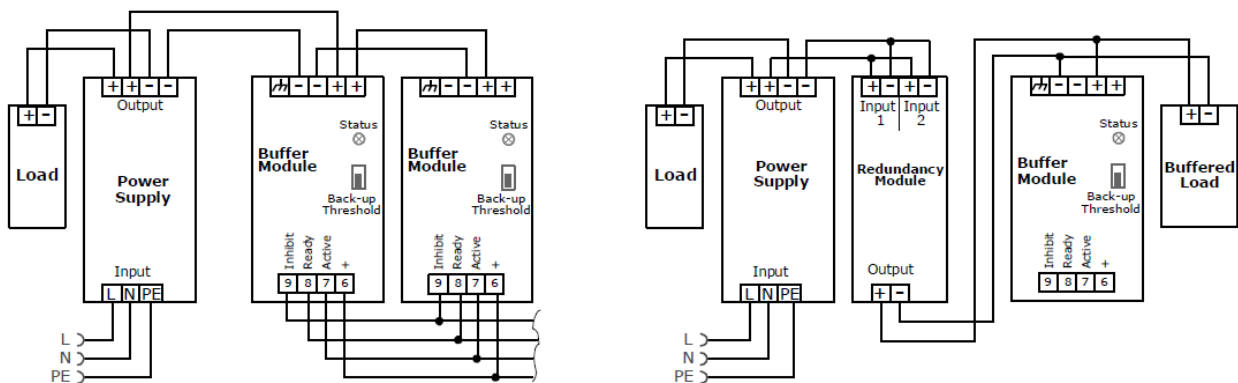 + + - -
Output
+ -
Load
Power
Supply
Input
L N PE
L
N
PE
- - + +
Status
Buffer
Module
Back-up
Threshold
Inhibit
Ready
Active
+
9 8 7 6
- - + +
Status
Buffer
Module
Back-up
Threshold
Inhibit
Ready
Active
+
9 8 7 6
+ -
Load
+ + - -
Output
Power
Supply
Input
L N PE
L
N
PE
+ - + -
Input Input
1 2
Redundancy
Module
Output
+ -
- - + +
Status
Buffer
Module
Back-up
Threshold
Inhibit
Ready
Active
+
9 8 7 6
+ -
Buffered
Load